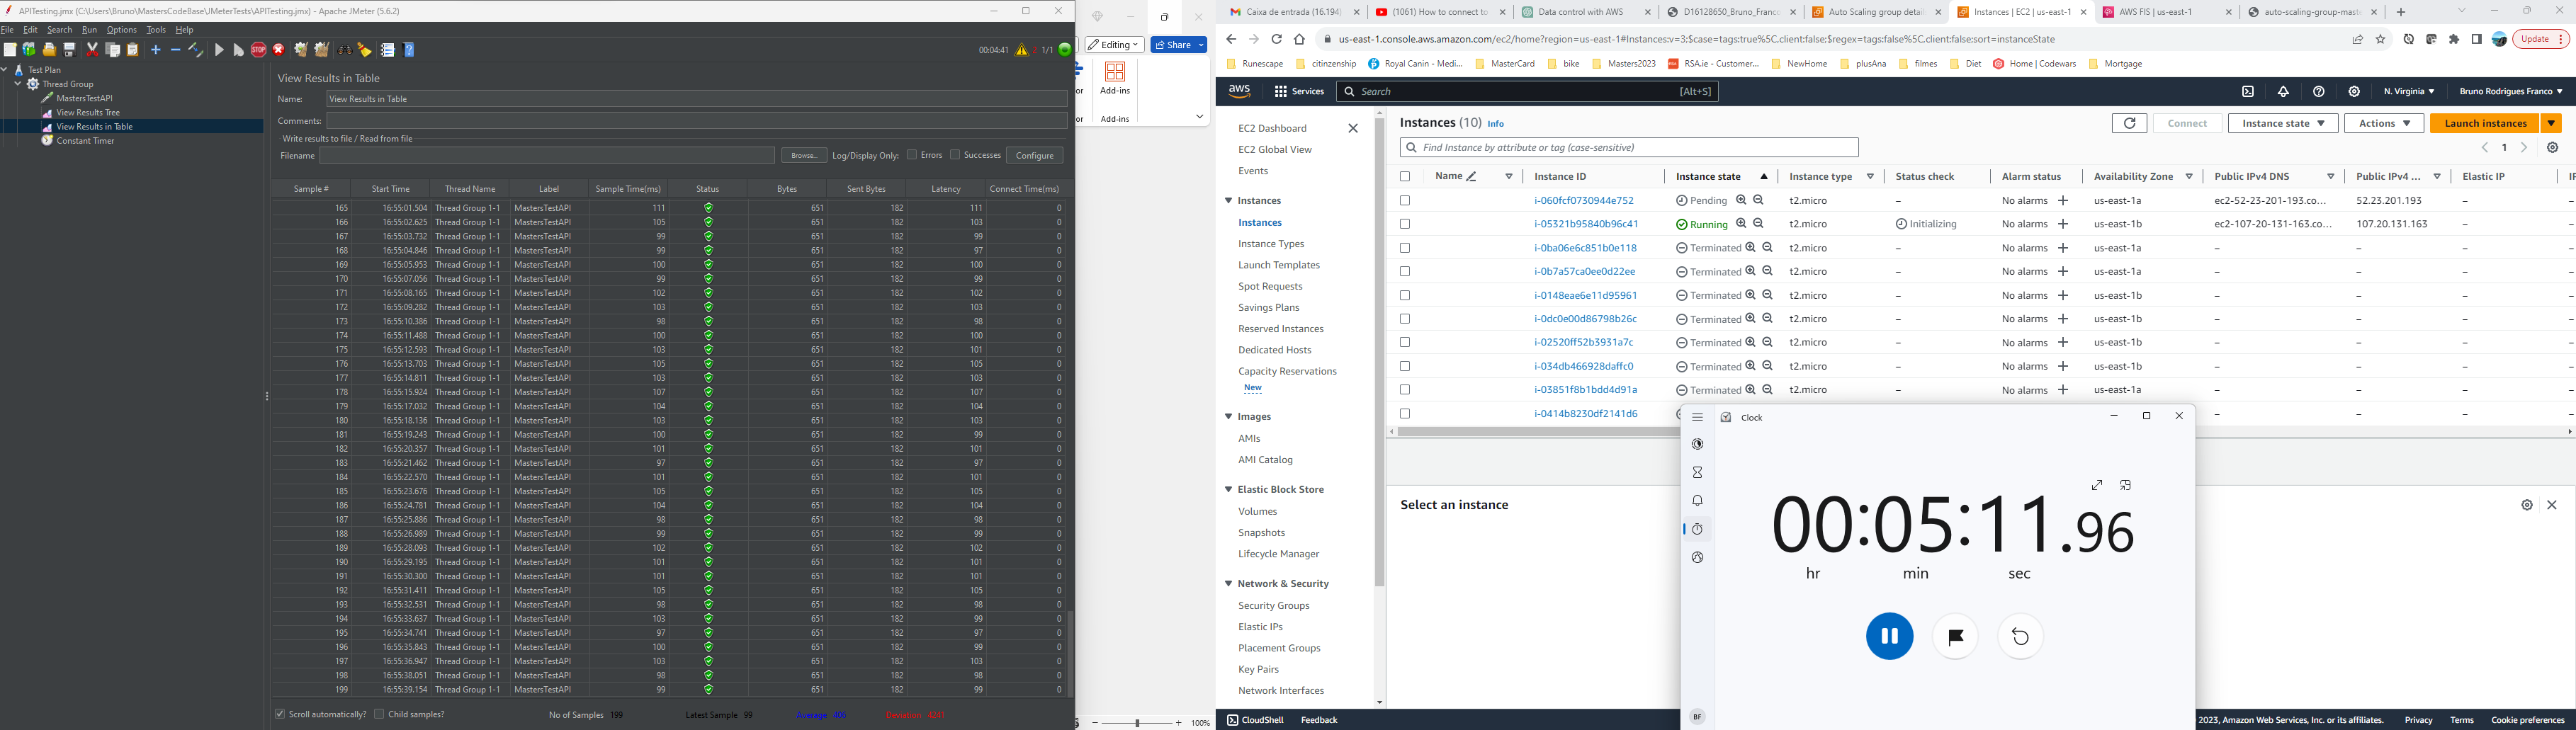 APITesting.jmx (C:\Users\Bruno\MastersCodeBase\JMeterTests\APITesting.jmx) - Apache JMeter (5.6.2)
File Edit Search Run Options Tools Help
00:04:41 1/1
Test Plan
Thread Group
MastersTestAPI
View Results Tree
View Results in Table
Constant Timer
View Results in Table
Name: View Results in Table
Comments:
Write results to file / Read from file
Filename Browse... Log/Display Only: Errors Successes Configure
Sample # Start Time Thread Name Label Sample Time(ms) Status Bytes Sent Bytes Latency Connect Time(ms)
165 16:55:01.504 Thread Group 1-1 MastersTestAPI 111 651 182 111 0
166 16:55:02.625 Thread Group 1-1 MastersTestAPI 105 651 182 103 0
167 16:55:03.732 Thread Group 1-1 MastersTestAPI 99 651 182 99 0
168 16:55:04.846 Thread Group 1-1 MastersTestAPI 99 651 182 97 0
169 16:55:05.953 Thread Group 1-1 MastersTestAPI 100 651 182 100 0
170 16:55:07.056 Thread Group 1-1 MastersTestAPI 99 651 182 99 0
171 16:55:08.165 Thread Group 1-1 MastersTestAPI 102 651 182 102 0
172 16:55:09.282 Thread Group 1-1 MastersTestAPI 103 651 182 103 0
173 16:55:10.386 Thread Group 1-1 MastersTestAPI 98 651 182 98 0
174 16:55:11.488 Thread Group 1-1 MastersTestAPI 100 651 182 100 0
175 16:55:12.593 Thread Group 1-1 MastersTestAPI 103 651 182 101 0
176 16:55:13.703 Thread Group 1-1 MastersTestAPI 105 651 182 105 0
177 16:55:14.811 Thread Group 1-1 MastersTestAPI 103 651 182 103 0
178 16:55:15.924 Thread Group 1-1 MastersTestAPI 107 651 182 107 0
179 16:55:17.032 Thread Group 1-1 MastersTestAPI 104 651 182 104 0
180 16:55:18.136 Thread Group 1-1 MastersTestAPI 103 651 182 103 0
181 16:55:19.243 Thread Group 1-1 MastersTestAPI 100 651 182 99 0
182 16:55:20.357 Thread Group 1-1 MastersTestAPI 101 651 182 101 0
183 16:55:21.462 Thread Group 1-1 MastersTestAPI 97 651 182 97 0
184 16:55:22.570 Thread Group 1-1 MastersTestAPI 101 651 182 101 0
185 16:55:23.676 Thread Group 1-1 MastersTestAPI 105 651 182 105 0
186 16:55:24.781 Thread Group 1-1 MastersTestAPI 104 651 182 104 0
187 16:55:25.886 Thread Group 1-1 MastersTestAPI 98 651 182 98 0
188 16:55:26.989 Thread Group 1-1 MastersTestAPI 99 651 182 99 0
189 16:55:28.093 Thread Group 1-1 MastersTestAPI 102 651 182 102 0
190 16:55:29.195 Thread Group 1-1 MastersTestAPI 101 651 182 101 0
191 16:55:30.300 Thread Group 1-1 MastersTestAPI 101 651 182 101 0
192 16:55:31.411 Thread Group 1-1 MastersTestAPI 105 651 182 105 0
193 16:55:32.531 Thread Group 1-1 MastersTestAPI 98 651 182 98 0
194 16:55:33.637 Thread Group 1-1 MastersTestAPI 103 651 182 99 0
195 16:55:34.741 Thread Group 1-1 MastersTestAPI 97 651 182 97 0
196 16:55:35.843 Thread Group 1-1 MastersTestAPI 100 651 182 99 0
197 16:55:36.947 Thread Group 1-1 MastersTestAPI 103 651 182 103 0
198 16:55:38.051 Thread Group 1-1 MastersTestAPI 98 651 182 98 0
199 16:55:39.154 Thread Group 1-1 MastersTestAPI 99 651 182 99 0
Scroll automatically? Child samples? No of Samples 199 Latest Sample 99 Average 406 Deviation 4241
Editing Share
or Add-ins
Add-ins
100%
Caixa de entrada (16.194) (1061) How to connect to Data control with AWS D16128650_Bruno_Franco Auto Scaling group detail Instances | EC2 | us-east-1 AWS FIS | us-east-1 auto-scaling-group-maste
us-east-1.console.aws.amazon.com/ec2/home?region=us-east-1#Instances:v=3;$case=tags:true%5C,client:false;$regex=tags:false%5C,client:false;sort=instanceState Update
Runescape citizenship Royal Canin - Medi... MasterCard bike Masters2023 RSA.ie - Customer... NewHome plusAna filmes Diet Home | Codewars Mortgage
aws Services Search [Alt+S] N. Virginia Bruno Rodrigues Franco
EC2 Dashboard
EC2 Global View
Events
Instances
Instances
Instance Types
Launch Templates
Spot Requests
Savings Plans
Reserved Instances
Dedicated Hosts
Capacity Reservations
New
Images
AMIs
AMI Catalog
Elastic Block Store
Volumes
Snapshots
Lifecycle Manager
Network & Security
Security Groups
Elastic IPs
Placement Groups
Key Pairs
Network Interfaces
Instances (10) Info Connect Instance state Actions Launch instances
Find Instance by attribute or tag (case-sensitive) 1
Name Instance ID Instance state Instance type Status check Alarm status Availability Zone Public IPv4 DNS Public IPv4 ... Elastic IP IP
i-060fcf0730944e752 Pending t2.micro – No alarms + us-east-1a ec2-52-23-201-193.co... 52.23.201.193 – –
i-05321b95840b96c41 Running t2.micro Initializing No alarms + us-east-1b ec2-107-20-131-163.co... 107.20.131.163 – –
i-0ba06e6c851b0e118 Terminated t2.micro – No alarms + us-east-1a – – – –
i-0b7a57ca0ee0d22ee Terminated t2.micro – No alarms + us-east-1a – – – –
i-0148eae6e11d95961 Terminated t2.micro – No alarms + us-east-1b – – – –
i-0dc0e00d86798b26c Terminated t2.micro – No alarms + us-east-1b – – – –
i-02520ff52b3931a7c Terminated t2.micro – No alarms + us-east-1b – – – –
i-034db466928daffc0 Terminated t2.micro – No alarms + us-east-1b – – – –
i-03851f8b1bdd4d91a Terminated t2.micro – No alarms + us-east-1a – – – –
i-0414b8230df2141d6 – – – –
Select an instance
Clock
00:05:11.96
hr min sec
BF
CloudShell Feedback 2023, Amazon Web Services, Inc. or its affiliates. Privacy Terms Cookie preferences